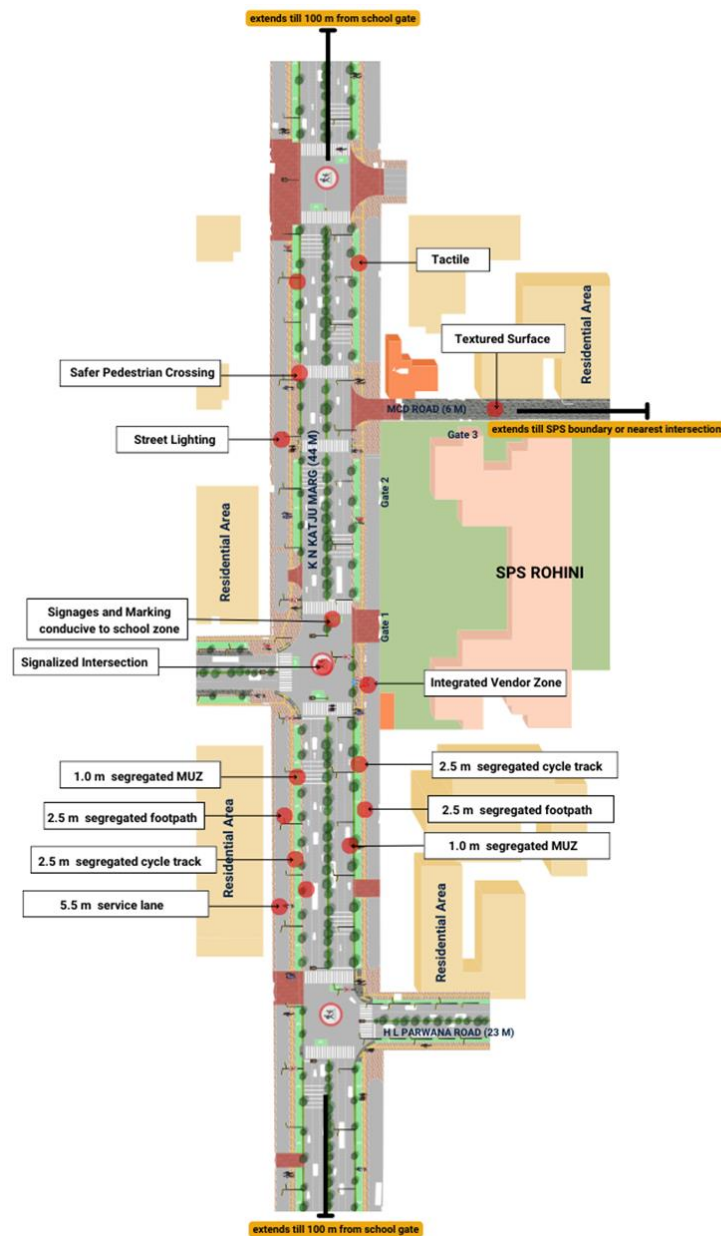 extends till 100 m from school gate
Tactile
Residential Area
Textured Surface
Safer Pedestrian Crossing
MCD ROAD (6 M)
extends till SPS boundary or nearest intersection
Gate 3
Street Lighting
K N KATJU MARG (44 M)
Gate 2
Residential Area
SPS ROHINI
Signages and Marking
conducive to school zone
Gate 1
Signalized Intersection
Integrated Vendor Zone
2.5 m segregated cycle track
1.0 m segregated MUZ
2.5 m segregated footpath
2.5 m segregated footpath
1.0 m segregated MUZ
2.5 m segregated cycle track
Residential Area
5.5 m service lane
Residential Area
H L PARWANA ROAD (23 M)
extends till 100 m from school gate